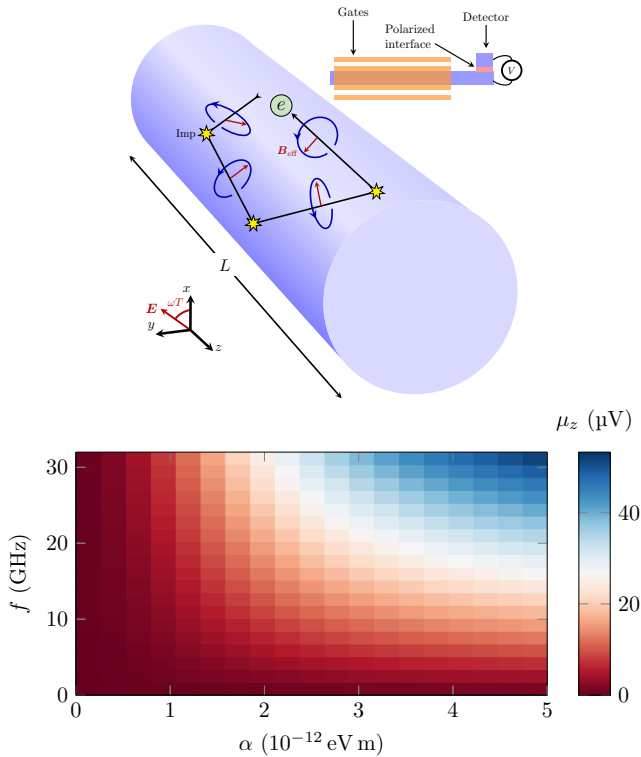 Gates
Detector
Polarized
interface
V
e
Imp
B_eff
L
x
E
ωT
y
z
μ_z (µV)
30
20
10
0
f (GHz)
0
1
2
3
4
5
α (10⁻¹² eV m)
40
20
0